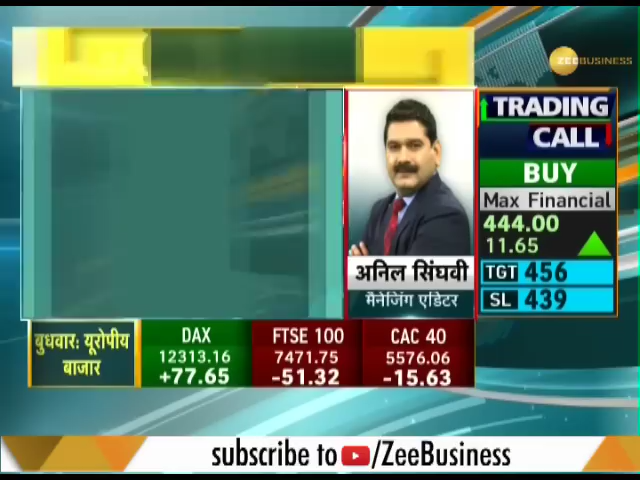 ZEEBUSINESS
TRADING
CALL
BUY
Max Financial
444.00
11.65
TGT 456
SL 439
अनिल सिंघवी
मैनेजिंग एडिटर
बुधवार: यूरोपीय
बाजार
DAX
12313.16
+77.65
FTSE 100
7471.75
-51.32
CAC 40
5576.06
-15.63
subscribe to /ZeeBusiness